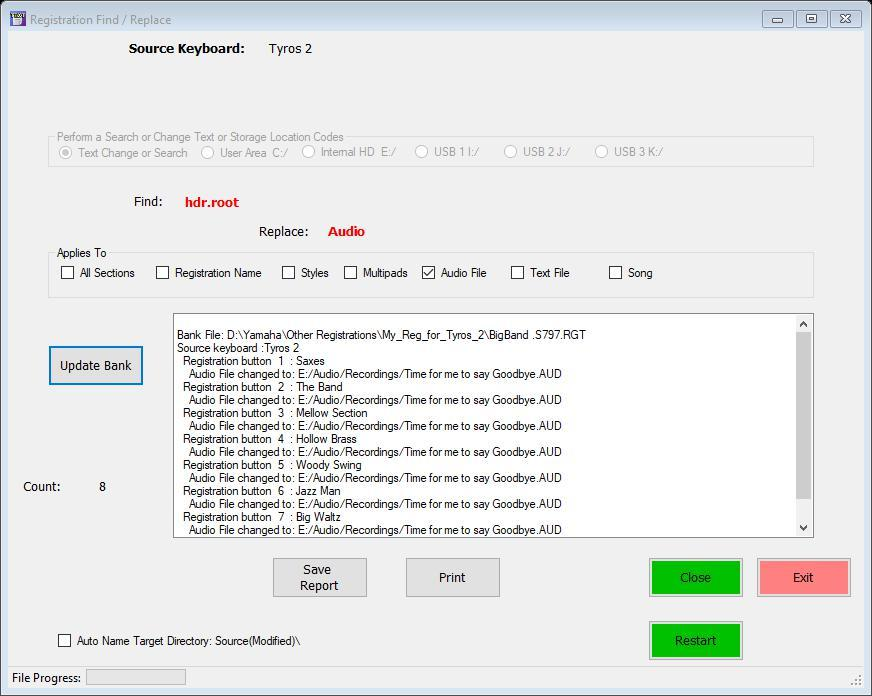 Registration Find / Replace
Source Keyboard: Tyros 2
Perform a Search or Change Text or Storage Location Codes
Text Change or Search User Area C:/ Internal HD E:/ USB 1 I:/ USB 2 J:/ USB 3 K:/
Find: hdr.root
Replace: Audio
Applies To
All Sections Registration Name Styles Multipads Audio File Text File Song
Update Bank
Bank File: D:\Yamaha\Other Registrations\My_Reg_for_Tyros_2\BigBand .S797.RGT
Source keyboard :Tyros 2
Registration button 1 : Saxes
Audio File changed to: E:/Audio/Recordings/Time for me to say Goodbye.AUD
Registration button 2 : The Band
Audio File changed to: E:/Audio/Recordings/Time for me to say Goodbye.AUD
Registration button 3 : Mellow Section
Audio File changed to: E:/Audio/Recordings/Time for me to say Goodbye.AUD
Registration button 4 : Hollow Brass
Audio File changed to: E:/Audio/Recordings/Time for me to say Goodbye.AUD
Registration button 5 : Woody Swing
Audio File changed to: E:/Audio/Recordings/Time for me to say Goodbye.AUD
Registration button 6 : Jazz Man
Audio File changed to: E:/Audio/Recordings/Time for me to say Goodbye.AUD
Registration button 7 : Big Waltz
Audio File changed to: E:/Audio/Recordings/Time for me to say Goodbye.AUD
Count: 8
Save
Report
Print
Close
Exit
Auto Name Target Directory: Source(Modified)\
Restart
File Progress: